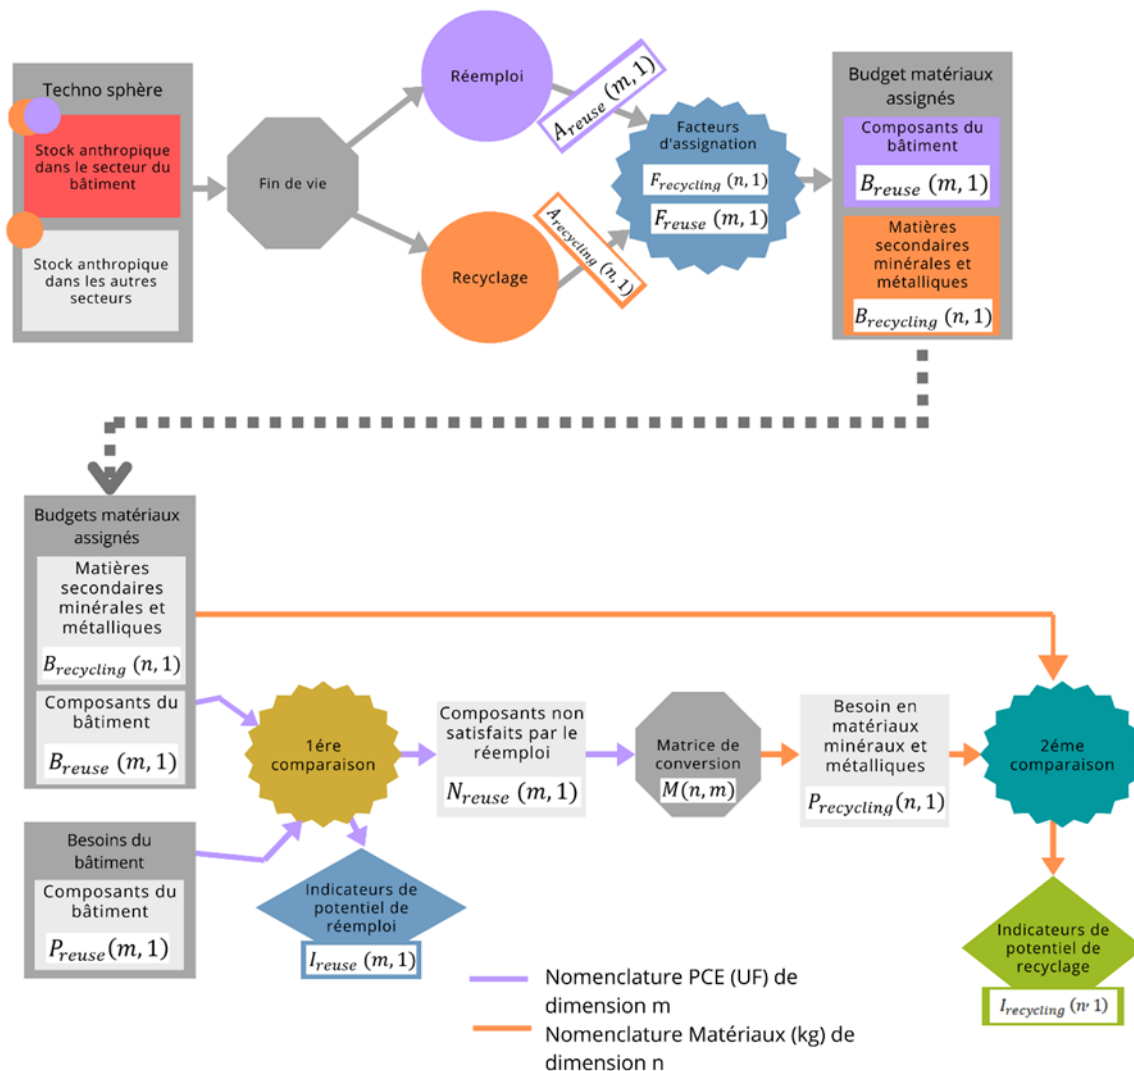 Techno sphère
Stock anthropique
dans le secteur du
bâtiment
Stock anthropique
dans les autres
secteurs
Fin de vie
Réemploi
A_reuse (m, 1)
Recyclage
A_recycling (n, 1)
Facteurs
d'assignation
F_recycling (n, 1)
F_reuse (m, 1)
Budget matériaux
assignés
Composants du
bâtiment
B_reuse (m, 1)
Matières
secondaires
minérales et
métalliques
B_recycling (n, 1)
Budgets matériaux
assignés
Matières
secondaires
minérales et
métalliques
B_recycling (n, 1)
Composants du
bâtiment
B_reuse (m, 1)
Besoins du
bâtiment
Composants du
bâtiment
P_reuse(m, 1)
1ére
comparaison
Indicateurs de
potentiel de
réemploi
I_reuse (m, 1)
Composants non
satisfaits par le
réemploi
N_reuse (m, 1)
Matrice de
conversion
M(n, m)
Besoin en
matériaux
minéraux et
métalliques
P_recycling(n, 1)
2éme
comparaison
Indicateurs de
potentiel de
recyclage
I_recycling (n, 1)
Nomenclature PCE (UF) de
dimension m
Nomenclature Matériaux (kg) de
dimension n